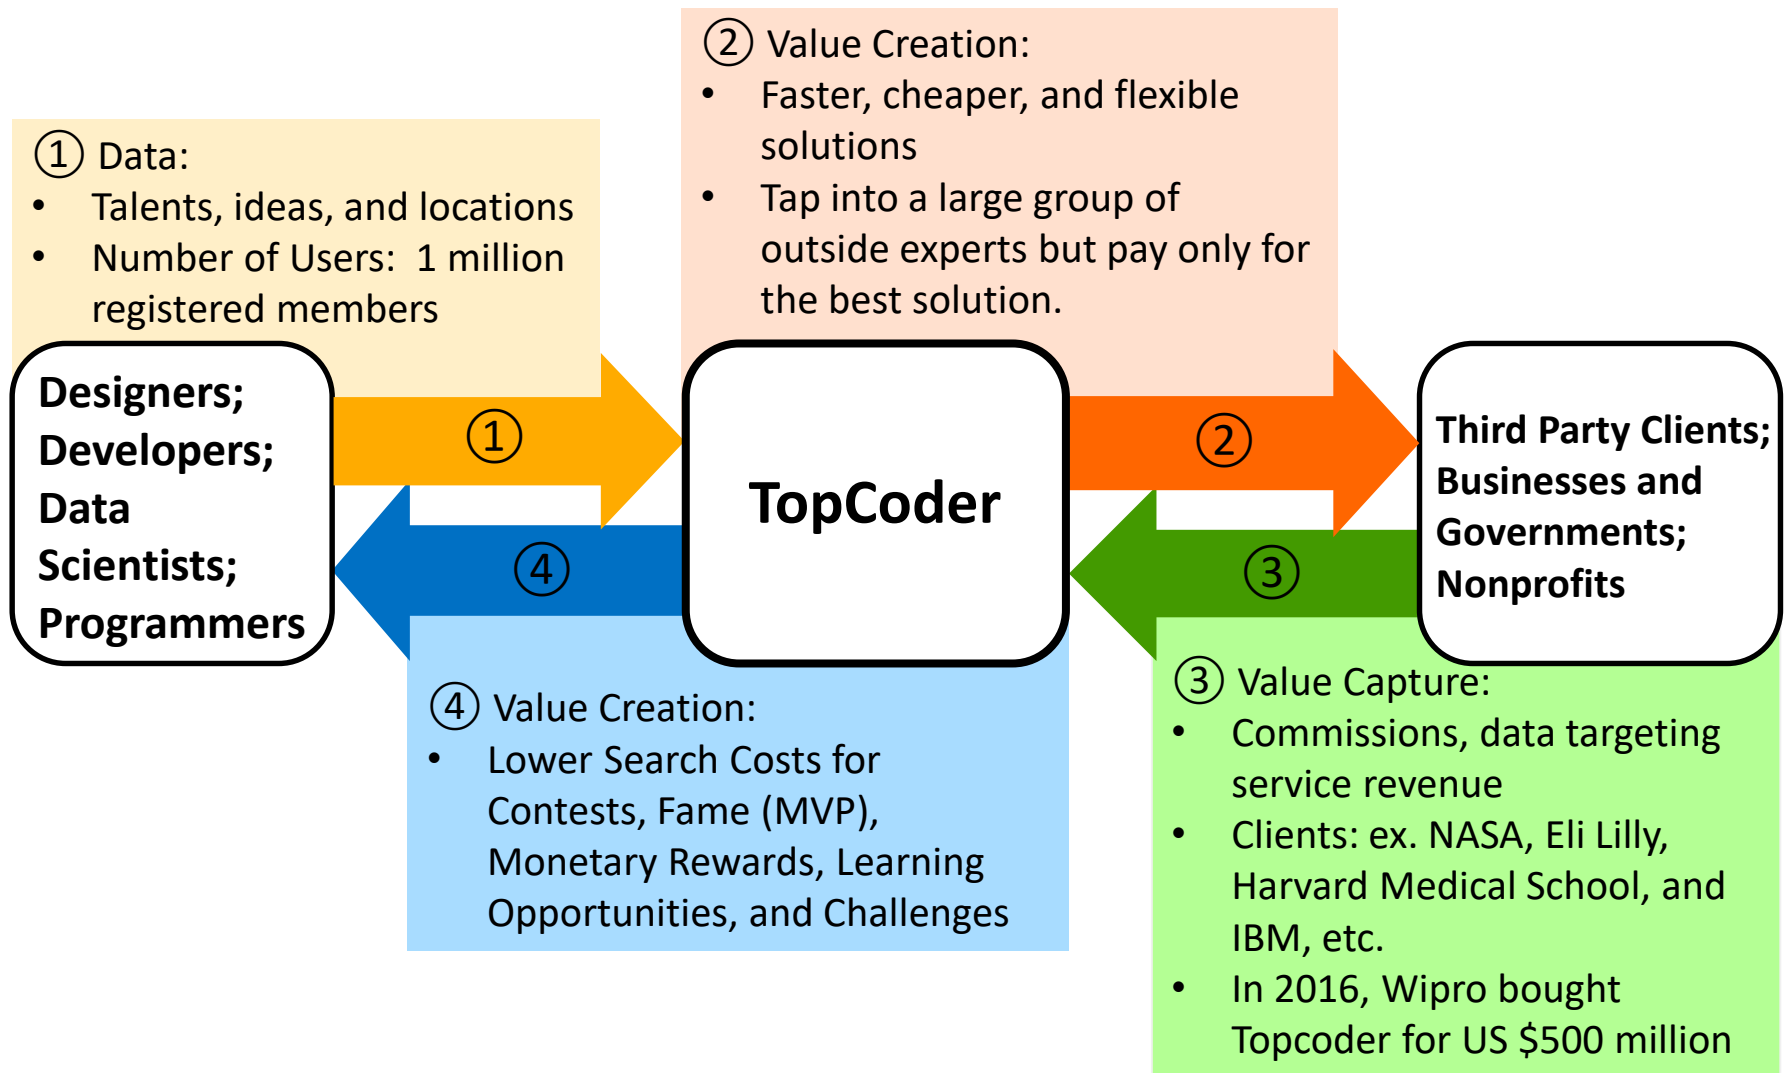 ② Value Creation:
• Faster, cheaper, and flexible
solutions
• Tap into a large group of
outside experts but pay only for
the best solution.
① Data:
• Talents, ideas, and locations
• Number of Users: 1 million
registered members
Designers;
Developers;
Data
Scientists;
Programmers
①
④
TopCoder
②
③
Third Party Clients;
Businesses and
Governments;
Nonprofits
④ Value Creation:
• Lower Search Costs for
Contests, Fame (MVP),
Monetary Rewards, Learning
Opportunities, and Challenges
③ Value Capture:
• Commissions, data targeting
service revenue
• Clients: ex. NASA, Eli Lilly,
Harvard Medical School, and
IBM, etc.
• In 2016, Wipro bought
Topcoder for US $500 million